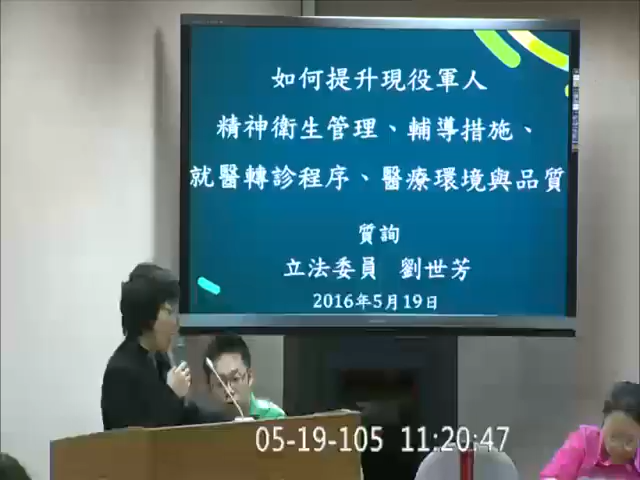 如何提升現役軍人
精神衛生管理、輔導措施、
就醫轉診程序、醫療環境與品質
質詢
立法委員 劉世芳
2016年5月19日
05-19-105 11:20:47